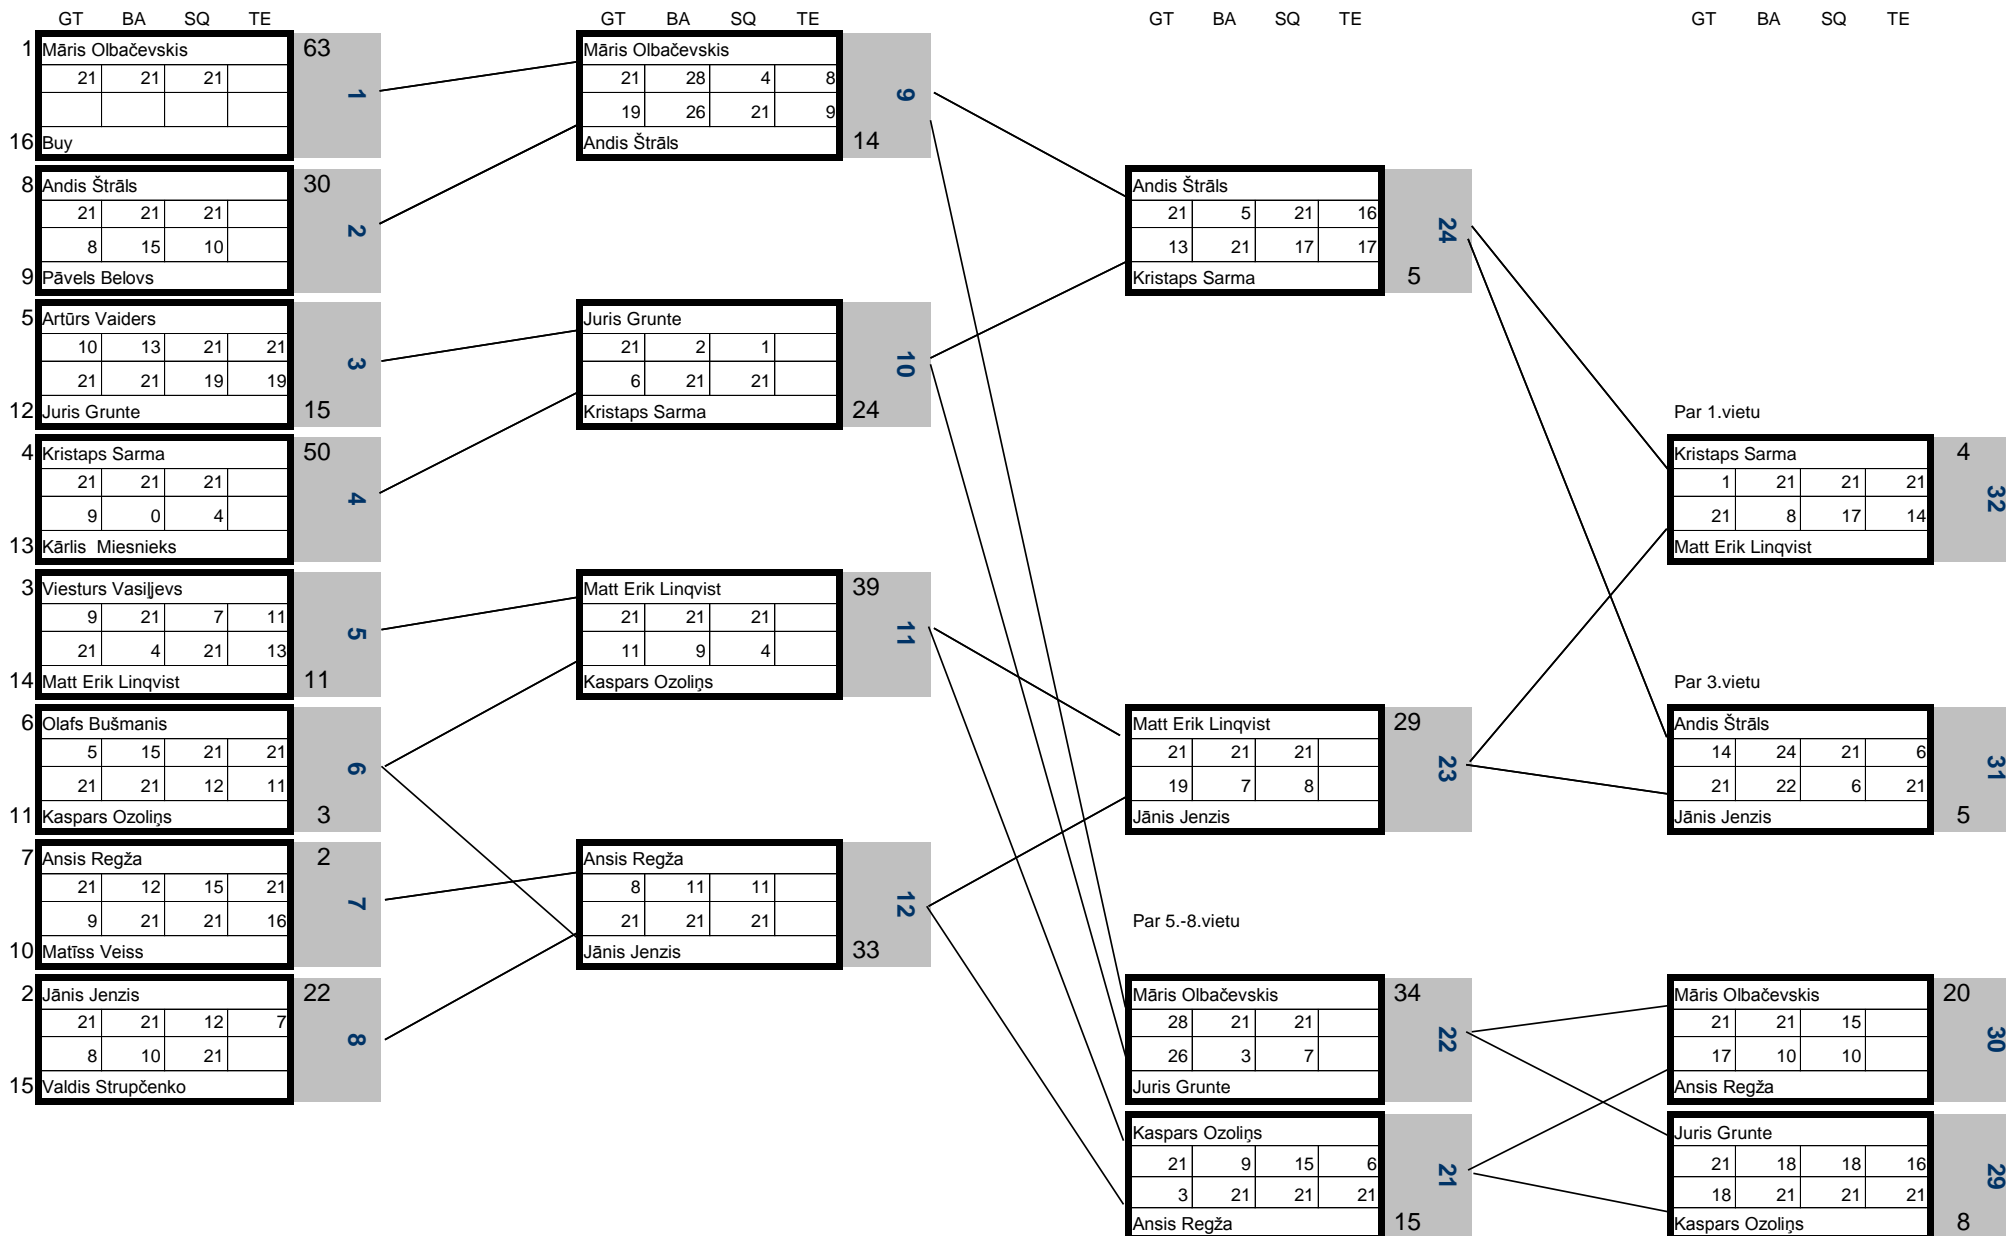 GT BA SQ TE
1 Māris Olbačevskis 63
21 21 21
1
16 Buy
8 Andis Štrāls 30
21 21 21
2
8 15 10
9 Pāvels Belovs
5 Artūrs Vaiders
10 13 21 21
3
21 21 19 19
12 Juris Grunte 15
4 Kristaps Sarma 50
21 21 21
4
9 0 4
13 Kārlis Miesnieks
3 Viesturs Vasiļjevs
9 21 7 11
5
21 4 21 13
14 Matt Erik Linqvist 11
6 Olafs Bušmanis
5 15 21 21
6
21 21 12 11
11 Kaspars Ozoliņs 3
7 Ansis Regža 2
21 12 15 21
7
9 21 21 16
10 Matīss Veiss
2 Jānis Jenzis 22
21 21 12 7
8
8 10 21
15 Valdis Strupčenko
GT BA SQ TE
Māris Olbačevskis
21 28 4 8
9
19 26 21 9
Andis Štrāls 14
Juris Grunte
21 2 1
10
6 21 21
Kristaps Sarma 24
Matt Erik Linqvist 39
21 21 21
11
11 9 4
Kaspars Ozoliņs
Ansis Regža
8 11 11
12
21 21 21
Jānis Jenzis 33
GT BA SQ TE
Andis Štrāls
21 5 21 16
24
13 21 17 17
Kristaps Sarma 5
Matt Erik Linqvist 29
21 21 21
23
19 7 8
Jānis Jenzis
Par 5.-8.vietu
Māris Olbačevskis 34
28 21 21
22
26 3 7
Juris Grunte
Kaspars Ozoliņs
21 9 15 6
21
3 21 21 21
Ansis Regža 15
GT BA SQ TE
Par 1.vietu
Kristaps Sarma 4
1 21 21 21
32
21 8 17 14
Matt Erik Linqvist
Par 3.vietu
Andis Štrāls
14 24 21 6
31
21 22 6 21
Jānis Jenzis 5
Māris Olbačevskis 20
21 21 15
30
17 10 10
Ansis Regža
Juris Grunte
21 18 18 16
29
18 21 21 21
Kaspars Ozoliņs 8